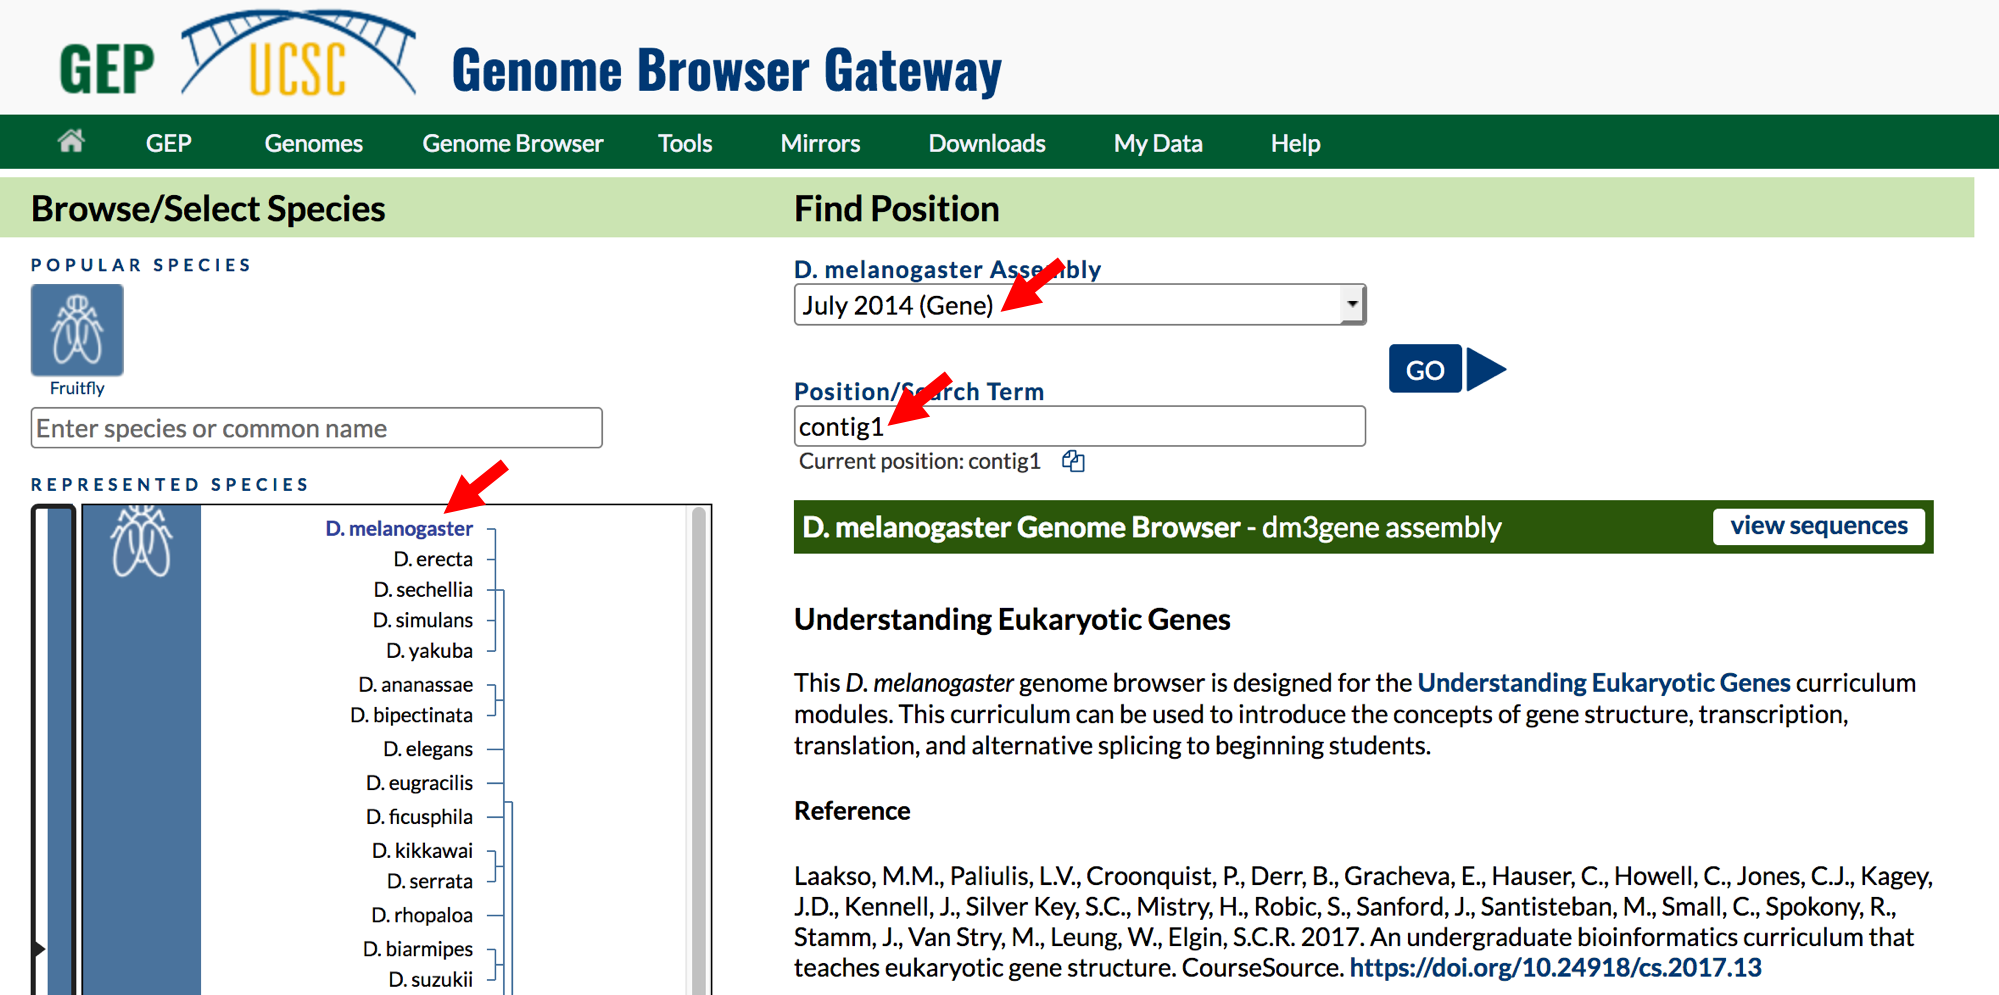 GEP UCSC Genome Browser Gateway
GEP Genomes Genome Browser Tools Mirrors Downloads My Data Help
Browse/Select Species
POPULAR SPECIES
Fruitfly
Enter species or common name
REPRESENTED SPECIES
D. melanogaster
D. erecta
D. sechellia
D. simulans
D. yakuba
D. ananassae
D. bipectinata
D. elegans
D. eugracilis
D. ficusphila
D. kikkawai
D. serrata
D. rhopaloa
D. biarmipes
D. suzukii
Find Position
D. melanogaster Assembly
July 2014 (Gene)
GO
Position/Search Term
contig1
Current position: contig1
D. melanogaster Genome Browser - dm3gene assembly
view sequences
Understanding Eukaryotic Genes
This D. melanogaster genome browser is designed for the Understanding Eukaryotic Genes curriculum
modules. This curriculum can be used to introduce the concepts of gene structure, transcription,
translation, and alternative splicing to beginning students.
Reference
Laakso, M.M., Paliulis, L.V., Croonquist, P., Derr, B., Gracheva, E., Hauser, C., Howell, C., Jones, C.J., Kagey,
J.D., Kennell, J., Silver Key, S.C., Mistry, H., Robic, S., Sanford, J., Santisteban, M., Small, C., Spokony, R.,
Stamm, J., Van Stry, M., Leung, W., Elgin, S.C.R. 2017. An undergraduate bioinformatics curriculum that
teaches eukaryotic gene structure. CourseSource. https://doi.org/10.24918/cs.2017.13